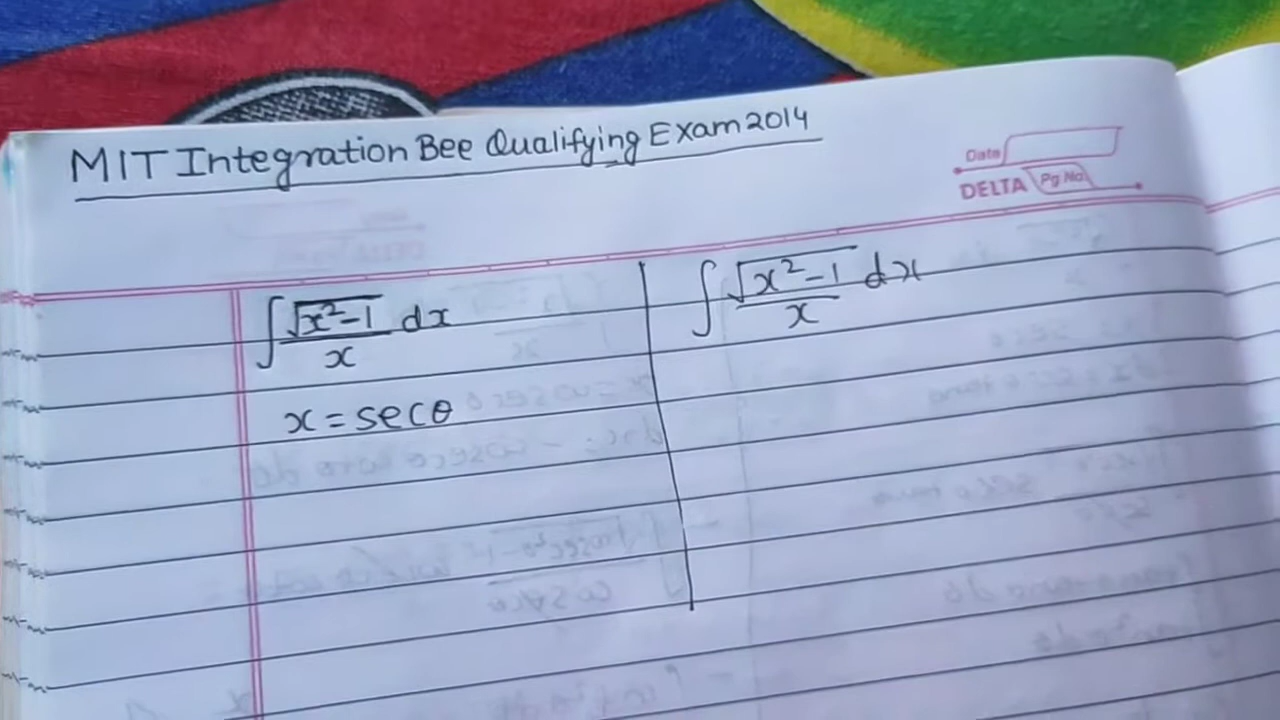 MIT Integration Bee Qualifying Exam 2014
Date
DELTA Pg No
∫ √(x²-1)/x dx
x = secθ
∫ √(x²-1)/x dx